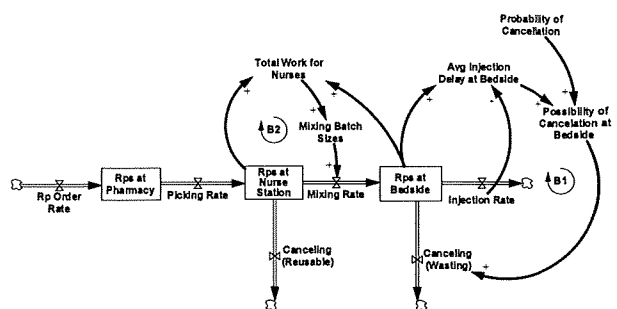 Probability of
Cancellation
Total Work for
Nurses
Avg Injection
Delay at Bedside
+
+
+
-
+
+
+
Possibility of
Cancelation at
Bedside
B2
Mixing Batch
Sizes
+
Rp Order
Rate
Rps at
Pharmacy
Picking Rate
Rps at
Nurse
Station
Mixing Rate
Rps at
Bedside
Injection Rate
B1
Canceling
(Reusable)
Canceling
(Wasting)
+